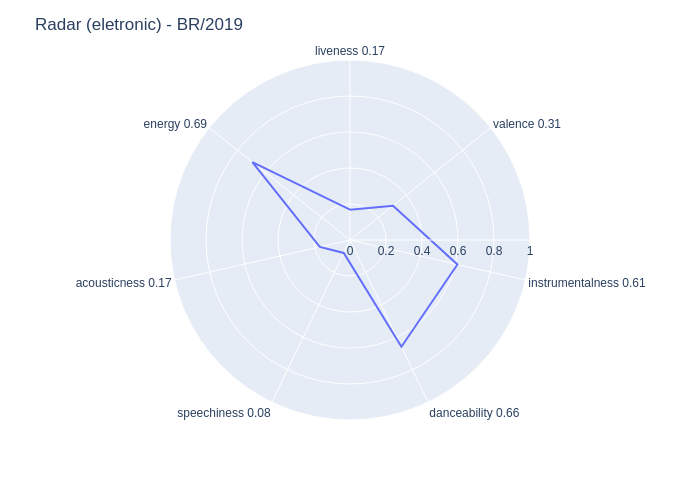 Radar (eletronic) - BR/2019
liveness 0.17
energy 0.69
valence 0.31
0 0.2 0.4 0.6 0.8 1
acousticness 0.17
instrumentalness 0.61
speechiness 0.08
danceability 0.66